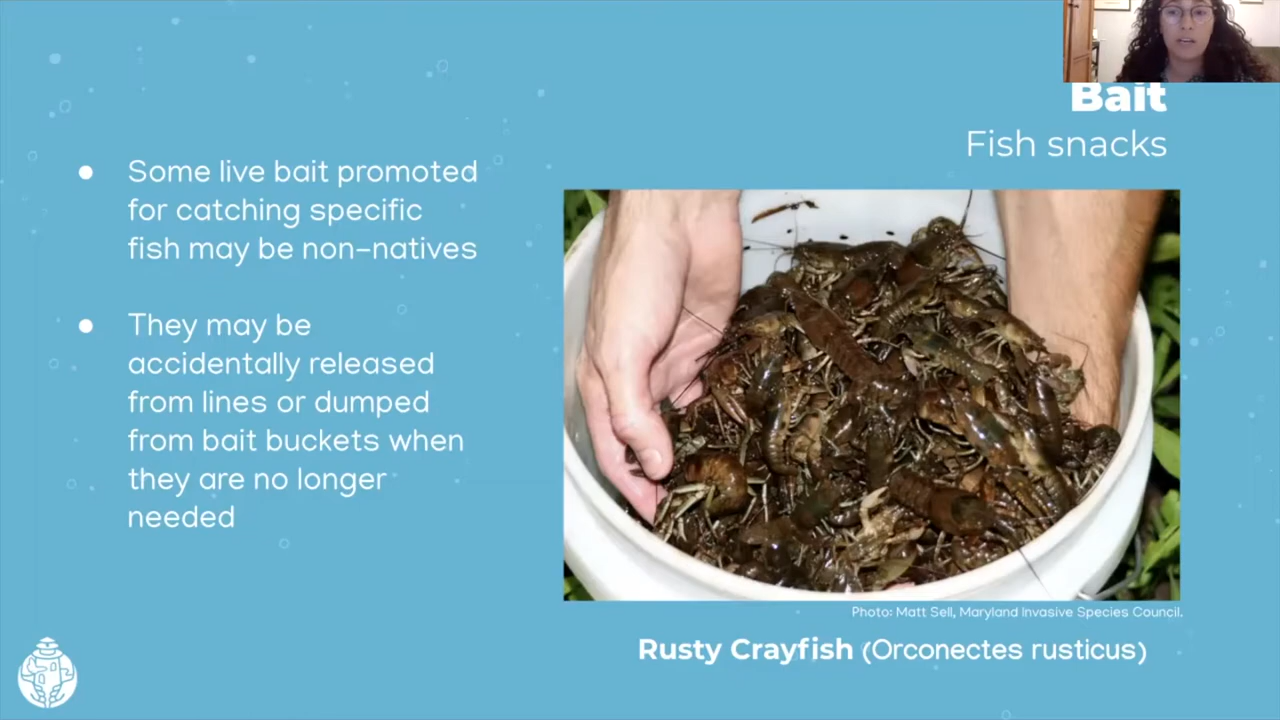 Bait
Fish snacks
● Some live bait promoted
for catching specific
fish may be non-natives
● They may be
accidentally released
from lines or dumped
from bait buckets when
they are no longer
needed
Photo: Matt Sell, Maryland Invasive Species Council.
Rusty Crayfish (Orconectes rusticus)